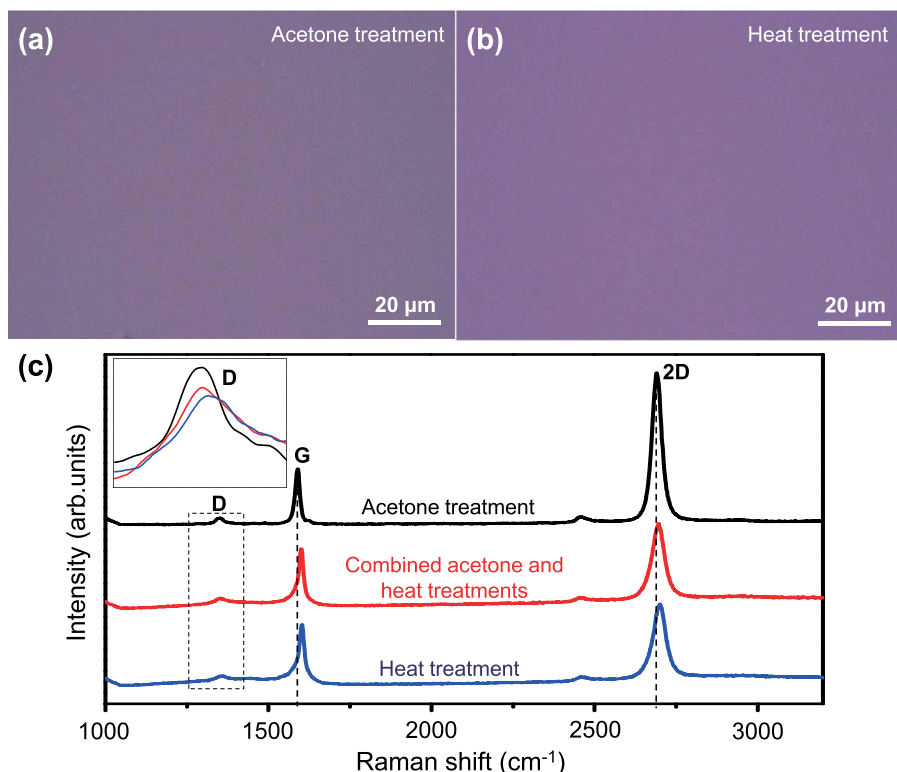 (a)
Acetone treatment
20 µm
(b)
Heat treatment
20 µm
(c)
D
D
G
2D
Acetone treatment
Combined acetone and
heat treatments
Heat treatment
Intensity (arb.units)
1000
1500
2000
2500
3000
Raman shift (cm⁻¹)